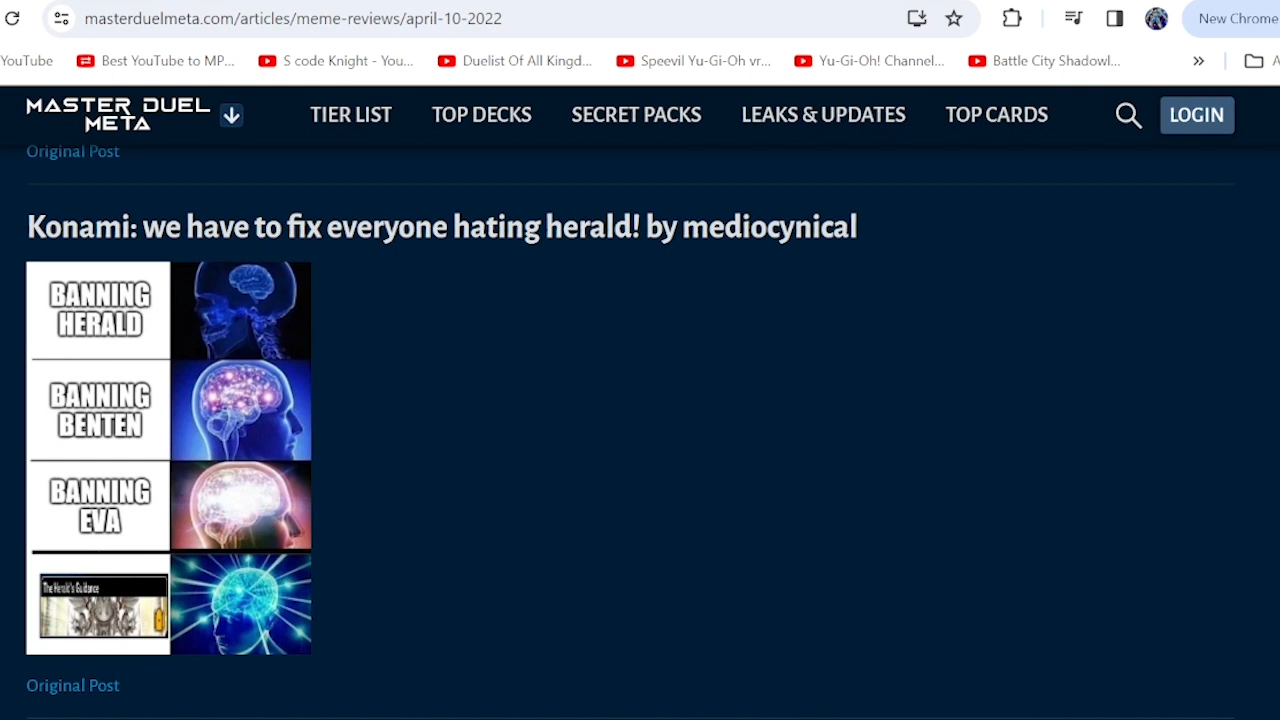 masterduelmeta.com/articles/meme-reviews/april-10-2022
New Chrome
YouTube
Best YouTube to MP...
S code Knight - You...
Duelist Of All Kingd...
Speevil Yu-Gi-Oh vr...
Yu-Gi-Oh! Channel...
Battle City Shadowl...
»
A
MASTER DUEL
META
TIER LIST
TOP DECKS
SECRET PACKS
LEAKS & UPDATES
TOP CARDS
LOGIN
Original Post
Konami: we have to fix everyone hating herald! by mediocynical
BANNING
HERALD
BANNING
BENTEN
BANNING
EVA
The Herald's Guidance
Original Post